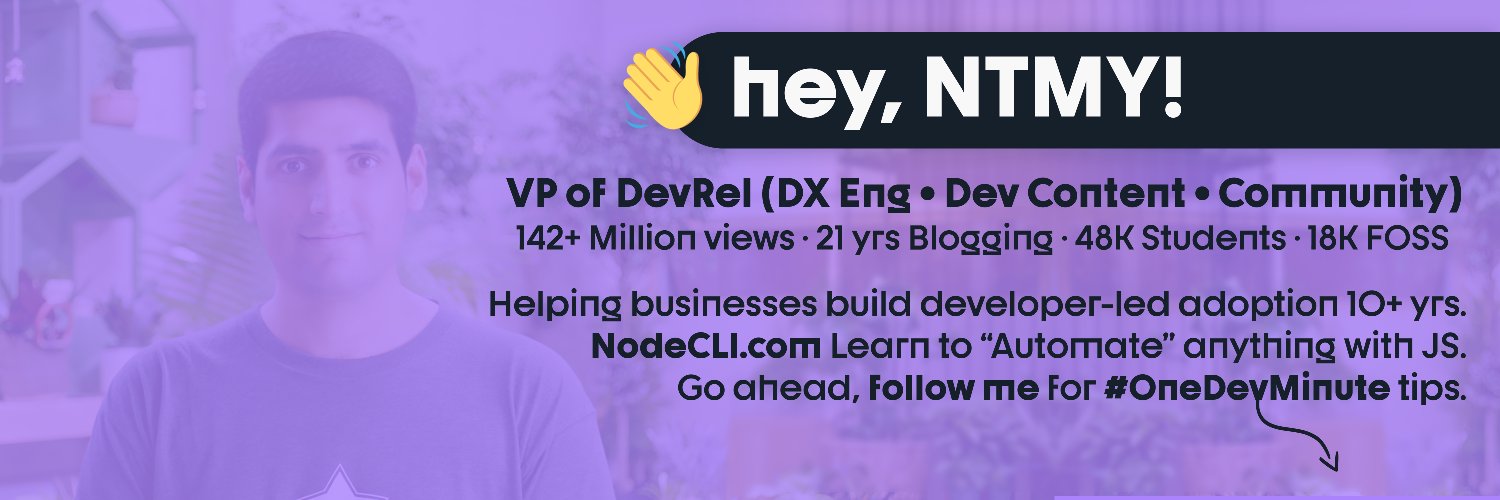 hey, NTMY!
VP of DevRel (DX Eng • Dev Content • Community)
142+ Million views · 21 yrs Blogging · 48K Students · 18K FOSS
Helping businesses build developer-led adoption 10+ yrs.
NodeCLI.com Learn to “Automate” anything with JS.
Go ahead, follow me for #OneDevMinute tips.